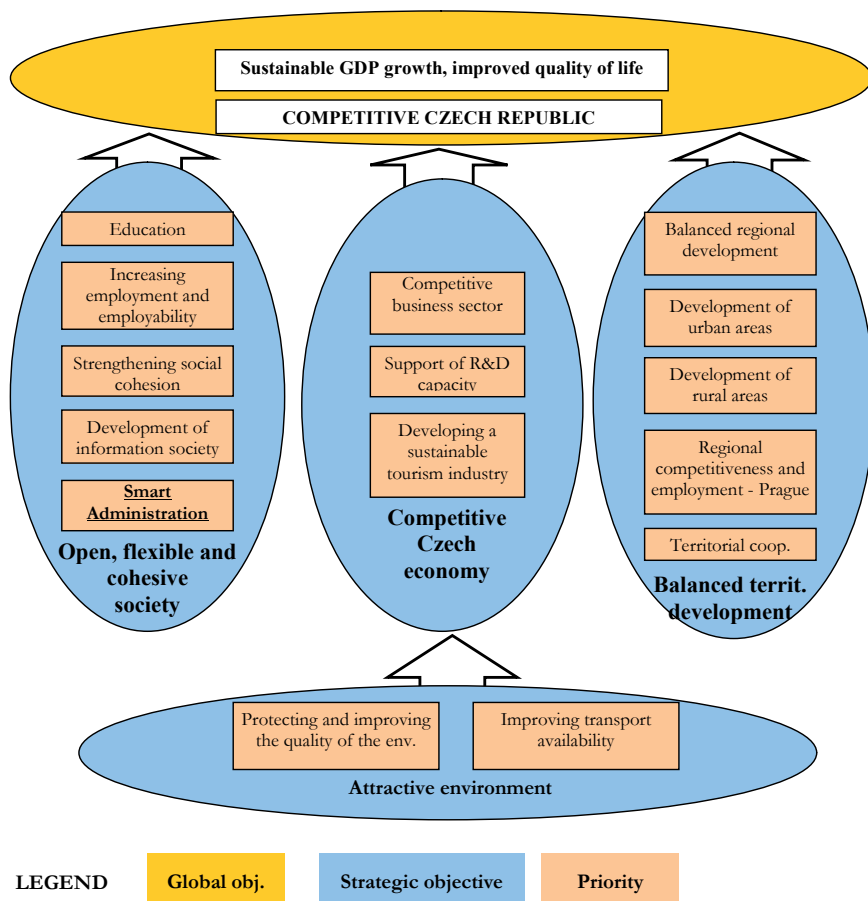 Sustainable GDP growth, improved quality of life
COMPETITIVE CZECH REPUBLIC
Education
Increasing
employment and
employability
Strengthening social
cohesion
Development of
information society
Smart
Administration
Open, flexible and
cohesive
society
Competitive
business sector
Support of R&D
capacity
Developing a
sustainable
tourism industry
Competitive
Czech
economy
Balanced regional
development
Development of
urban areas
Development of
rural areas
Regional
competitiveness and
employment - Prague
Territorial coop.
Balanced territ.
development
Protecting and improving
the quality of the env.
Improving transport
availability
Attractive environment
LEGEND
Global obj.
Strategic objective
Priority